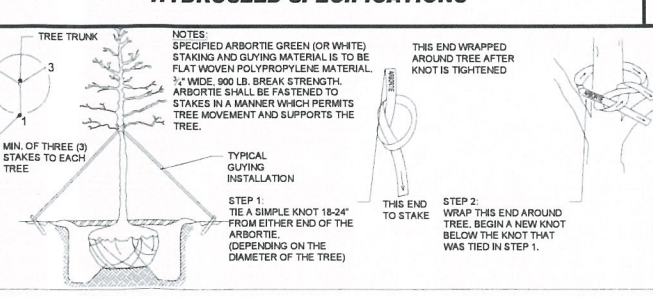 HYDROSEED SPECIFICATIONS
TREE TRUNK
3
1
MIN. OF THREE (3)
STAKES TO EACH
TREE
NOTES:
SPECIFIED ARBORTIE GREEN (OR WHITE)
STAKING AND GUYING MATERIAL IS TO BE
FLAT WOVEN POLYPROPYLENE MATERIAL,
¾" WIDE, 900 LB. BREAK STRENGTH.
ARBORTIE SHALL BE FASTENED TO
STAKES IN A MANNER WHICH PERMITS
TREE MOVEMENT AND SUPPORTS THE
TREE.
TYPICAL
GUYING
INSTALLATION
STEP 1:
TIE A SIMPLE KNOT 18-24"
FROM EITHER END OF THE
ARBORTIE.
(DEPENDING ON THE
DIAMETER OF THE TREE)
ARBORTIE
THIS END
TO STAKE
THIS END WRAPPED
AROUND TREE AFTER
KNOT IS TIGHTENED
STEP 2:
WRAP THIS END AROUND
TREE. BEGIN A NEW KNOT
BELOW THE KNOT THAT
WAS TIED IN STEP 1.